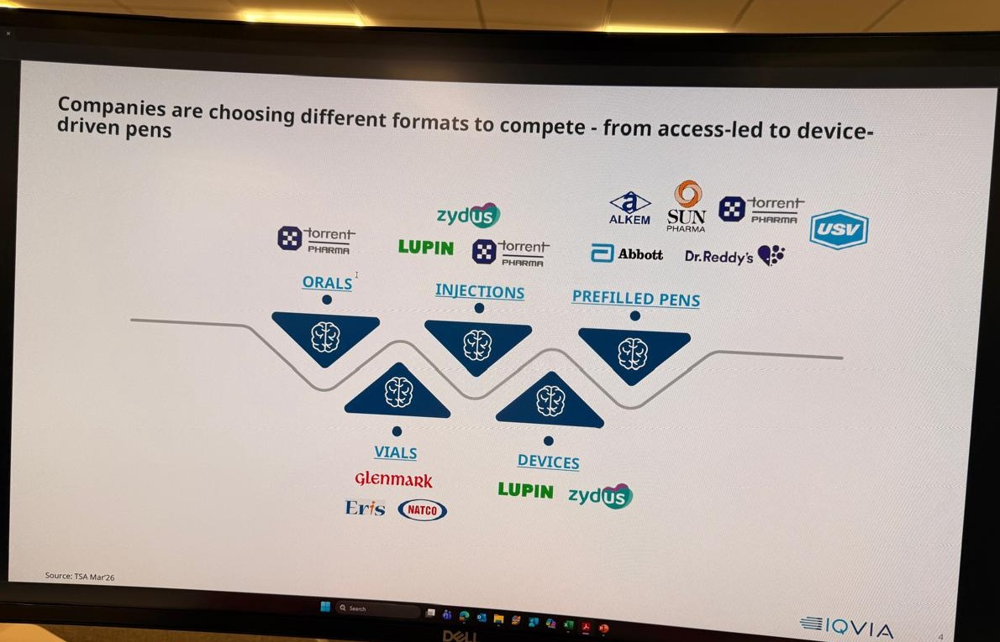 Companies are choosing different formats to compete - from access-led to device-
driven pens
torrent
PHARMA
ORALS
zydus
LUPIN
torrent
PHARMA
INJECTIONS
ALKEM
SUN
PHARMA
torrent
PHARMA
USV
Abbott
Dr.Reddy's
PREFILLED PENS
VIALS
Glenmark
Eris
NATCO
DEVICES
LUPIN
zydus
Source: TSA Mar'26
Search
IQVIA
4
DELL